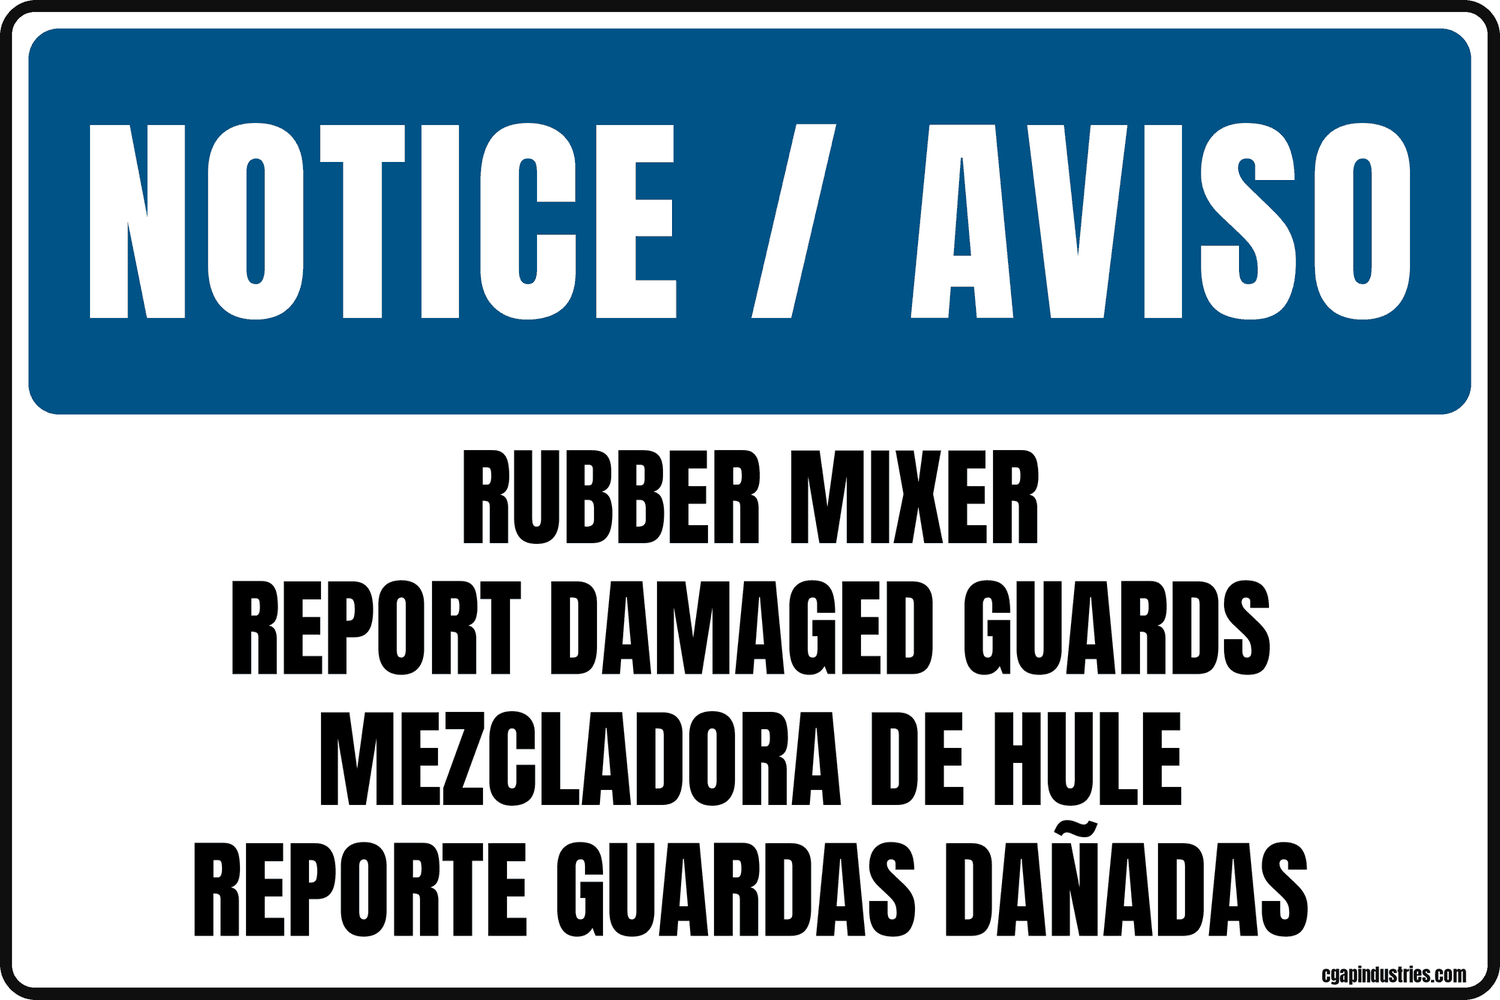 NOTICE / AVISO
RUBBER MIXER
REPORT DAMAGED GUARDS
MEZCLADORA DE HULE
REPORTE GUARDAS DAÑADAS
cgapindustries.com